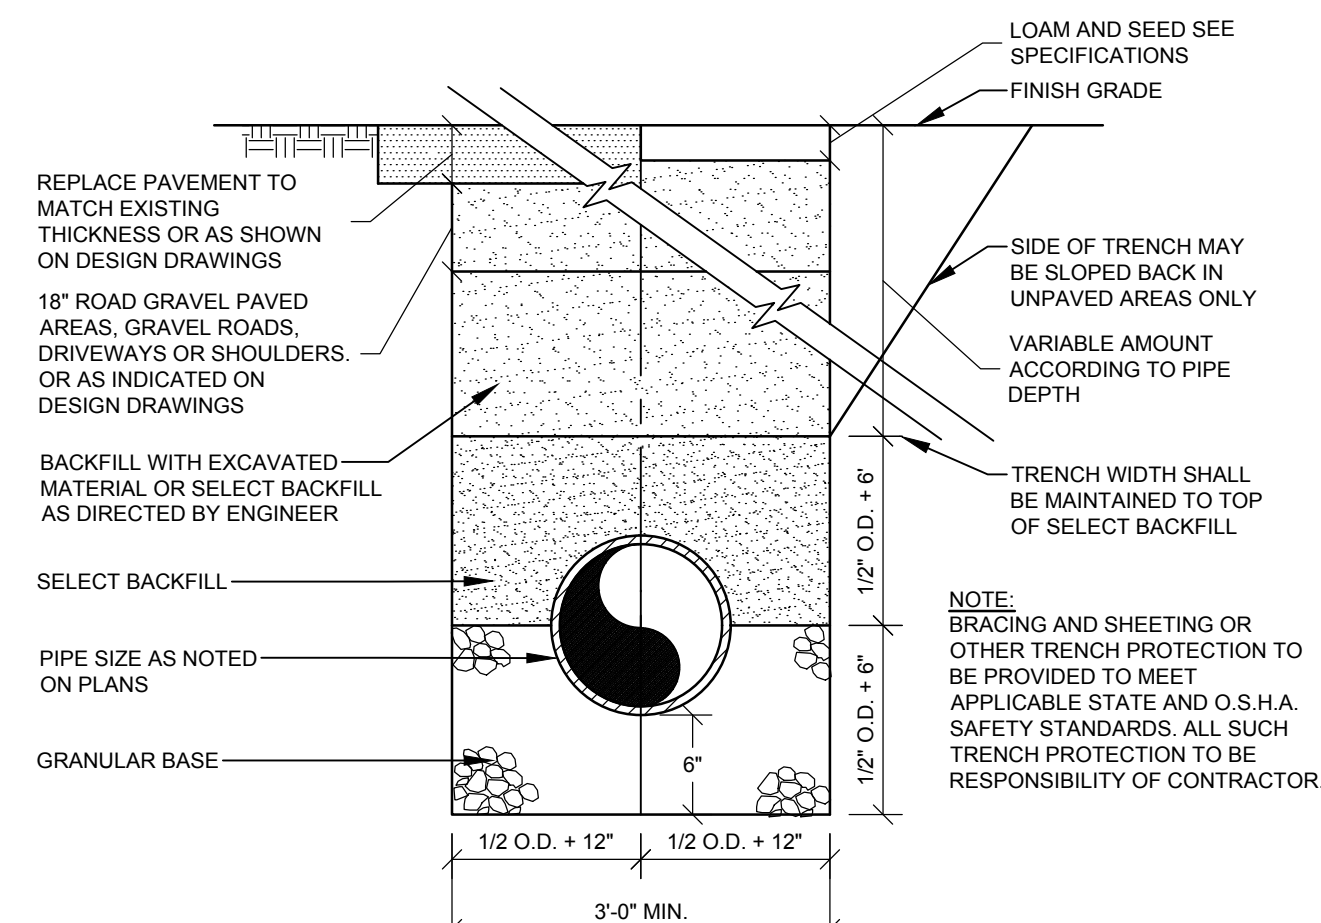 LOAM AND SEED SEE
SPECIFICATIONS
FINISH GRADE
REPLACE PAVEMENT TO
MATCH EXISTING
THICKNESS OR AS SHOWN
ON DESIGN DRAWINGS
18" ROAD GRAVEL PAVED
AREAS, GRAVEL ROADS,
DRIVEWAYS OR SHOULDERS.
OR AS INDICATED ON
DESIGN DRAWINGS
BACKFILL WITH EXCAVATED
MATERIAL OR SELECT BACKFILL
AS DIRECTED BY ENGINEER
SELECT BACKFILL
PIPE SIZE AS NOTED
ON PLANS
GRANULAR BASE
SIDE OF TRENCH MAY
BE SLOPED BACK IN
UNPAVED AREAS ONLY
VARIABLE AMOUNT
ACCORDING TO PIPE
DEPTH
TRENCH WIDTH SHALL
BE MAINTAINED TO TOP
OF SELECT BACKFILL
1/2" O.D. + 6'
1/2" O.D. + 6"
6"
NOTE:
BRACING AND SHEETING OR
OTHER TRENCH PROTECTION TO
BE PROVIDED TO MEET
APPLICABLE STATE AND O.S.H.A.
SAFETY STANDARDS. ALL SUCH
TRENCH PROTECTION TO BE
RESPONSIBILITY OF CONTRACTOR.
1/2 O.D. + 12"
1/2 O.D. + 12"
3'-0" MIN.